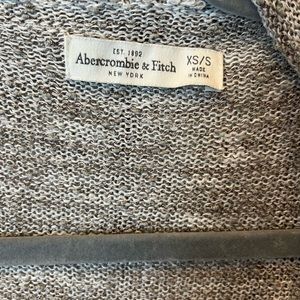 EST. 1892
Abercrombie & Fitch
NEW YORK
XS/S
MADE
IN CHINA